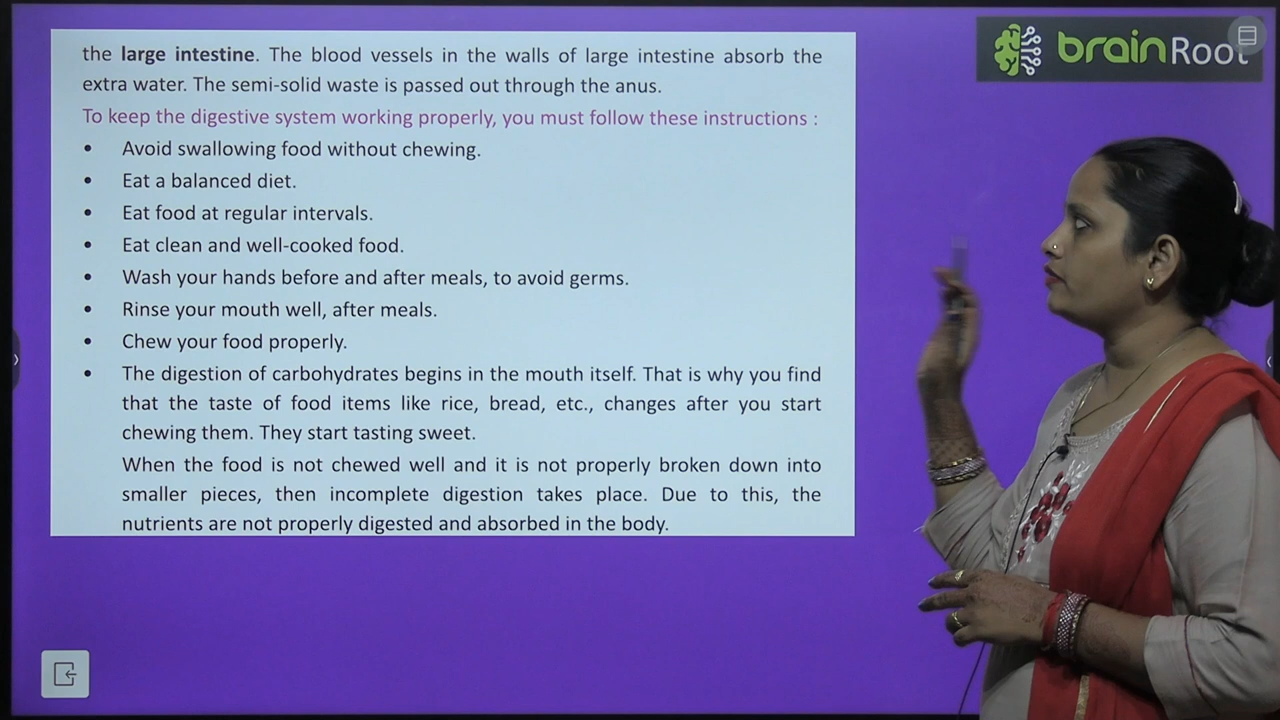 the large intestine. The blood vessels in the walls of large intestine absorb the
extra water. The semi-solid waste is passed out through the anus.
To keep the digestive system working properly, you must follow these instructions :
• Avoid swallowing food without chewing.
• Eat a balanced diet.
• Eat food at regular intervals.
• Eat clean and well-cooked food.
• Wash your hands before and after meals, to avoid germs.
• Rinse your mouth well, after meals.
• Chew your food properly.
• The digestion of carbohydrates begins in the mouth itself. That is why you find
that the taste of food items like rice, bread, etc., changes after you start
chewing them. They start tasting sweet.
When the food is not chewed well and it is not properly broken down into
smaller pieces, then incomplete digestion takes place. Due to this, the
nutrients are not properly digested and absorbed in the body.
brainRoot